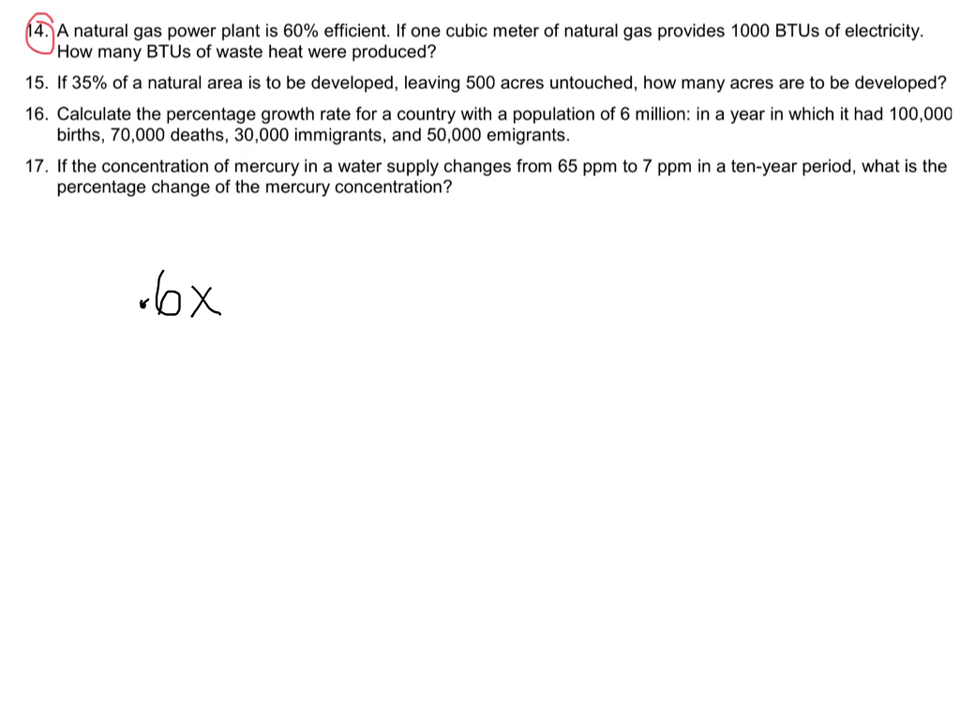 14. A natural gas power plant is 60% efficient. If one cubic meter of natural gas provides 1000 BTUs of electricity.
How many BTUs of waste heat were produced?
15. If 35% of a natural area is to be developed, leaving 500 acres untouched, how many acres are to be developed?
16. Calculate the percentage growth rate for a country with a population of 6 million: in a year in which it had 100,000
births, 70,000 deaths, 30,000 immigrants, and 50,000 emigrants.
17. If the concentration of mercury in a water supply changes from 65 ppm to 7 ppm in a ten-year period, what is the
percentage change of the mercury concentration?
.6x